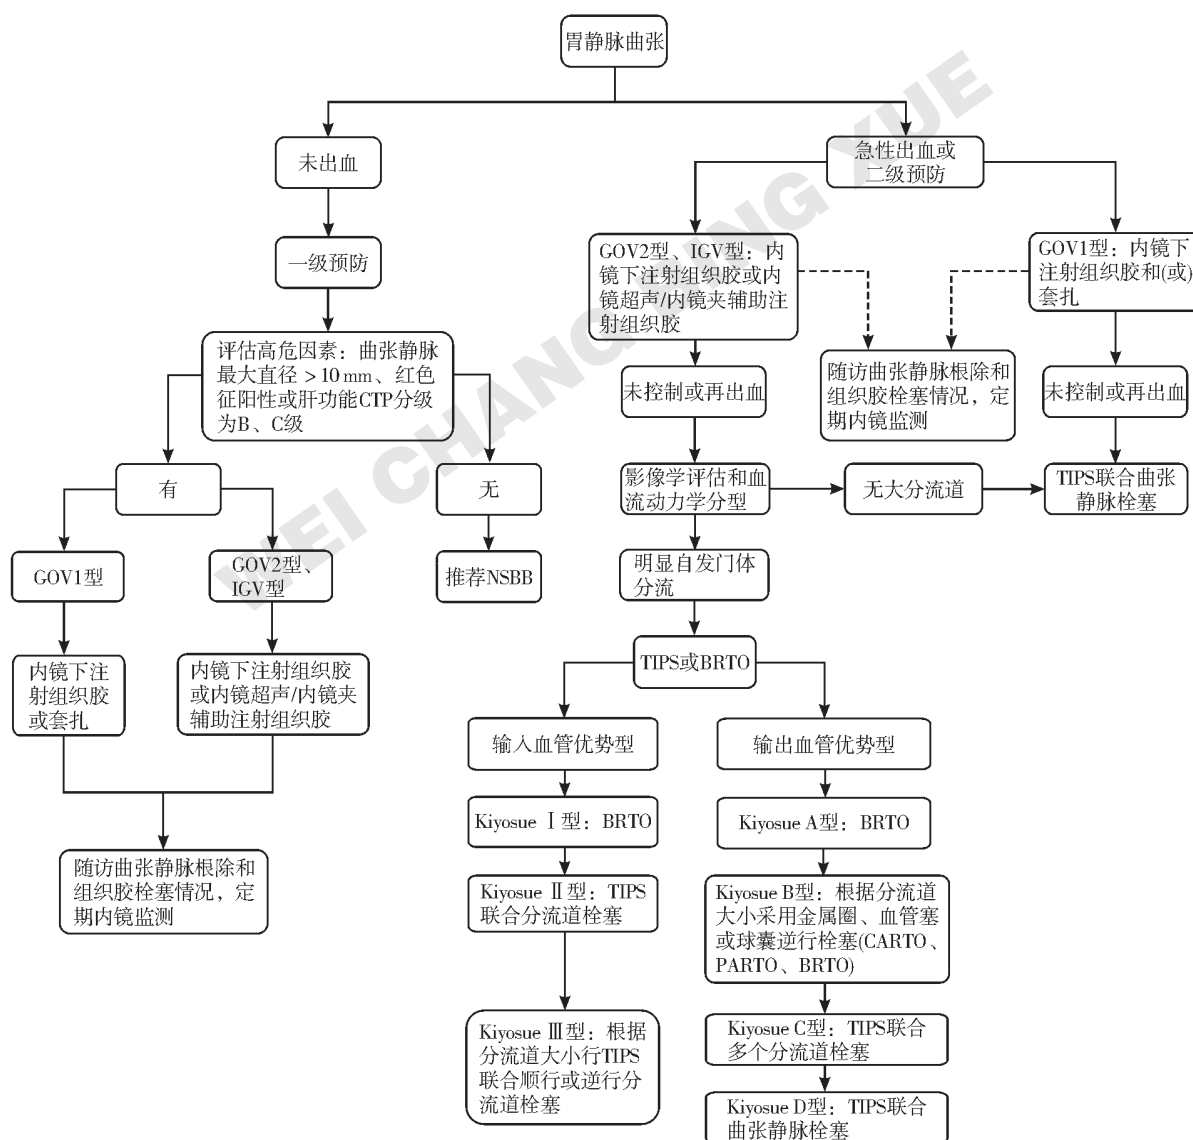 胃静脉曲张
未出血
急性出血或
二级预防
一级预防
GOV2型、IGV型：内
镜下注射组织胶或内
镜超声/内镜夹辅助注
射组织胶
GOV1型：内镜下
注射组织胶和(或)
套扎
评估高危因素：曲张静脉
最大直径>10 mm、红色
征阳性或肝功能CTP分级
为B、C级
未控制或再出血
随访曲张静脉根除和
组织胶栓塞情况，定
期内镜监测
未控制或再出血
有
无
影像学评估和血
流动力学分型
无大分流道
TIPS联合曲张
静脉栓塞
GOV1型
GOV2型、
IGV型
推荐NSBB
明显自发门体
分流
内镜下注
射组织胶
或套扎
内镜下注射组织胶
或内镜超声/内镜夹
辅助注射组织胶
TIPS或BRTO
输入血管优势型
输出血管优势型
Kiyosue Ⅰ型：BRTO
Kiyosue A型：BRTO
随访曲张静脉根除和
组织胶栓塞情况，定
期内镜监测
Kiyosue Ⅱ型：TIPS
联合分流道栓塞
Kiyosue B型：根据分流道
大小采用金属圈、血管塞
或球囊逆行栓塞(CARTO、
PARTO、BRTO)
Kiyosue Ⅲ型：根据
分流道大小行TIPS
联合顺行或逆行分
流道栓塞
Kiyosue C型：TIPS联合
多个分流道栓塞
Kiyosue D型：TIPS联合
曲张静脉栓塞
WEI CHANG BING XUE